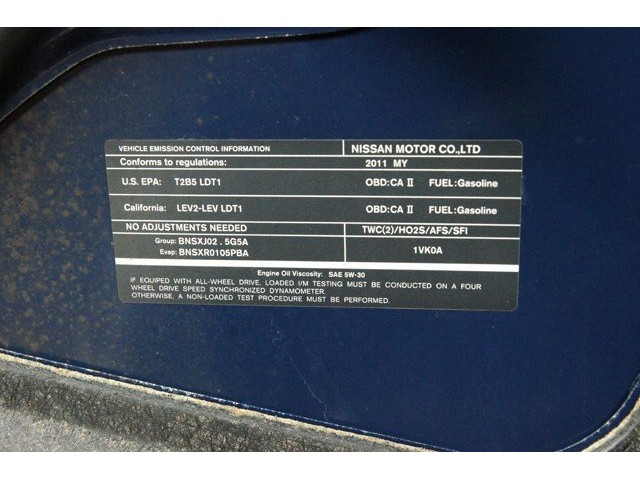 VEHICLE EMISSION CONTROL INFORMATION NISSAN MOTOR CO.,LTD
Conforms to regulations: 2011 MY
U.S. EPA: T2B5 LDT1 OBD:CA II FUEL:Gasoline
California: LEV2-LEV LDT1 OBD:CA II FUEL:Gasoline
NO ADJUSTMENTS NEEDED TWC(2)/HO2S/AFS/SFI
Group: BNSXJ02 . 5G5A
Evap: BNSXR0105PBA 1VK0A
Engine Oil Viscosity: SAE 5W-30
IF EQUIPPED WITH ALL-WHEEL DRIVE, LOADED I/M TESTING MUST BE CONDUCTED ON A FOUR
WHEEL DRIVE SPEED SYNCHRONIZED DYNAMOMETER.
OTHERWISE, A NON-LOADED TEST PROCEDURE MUST BE PERFORMED.